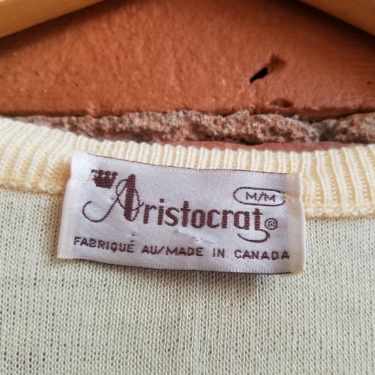 M/M
Aristocrat®
FABRIQUÉ AU/MADE IN CANADA